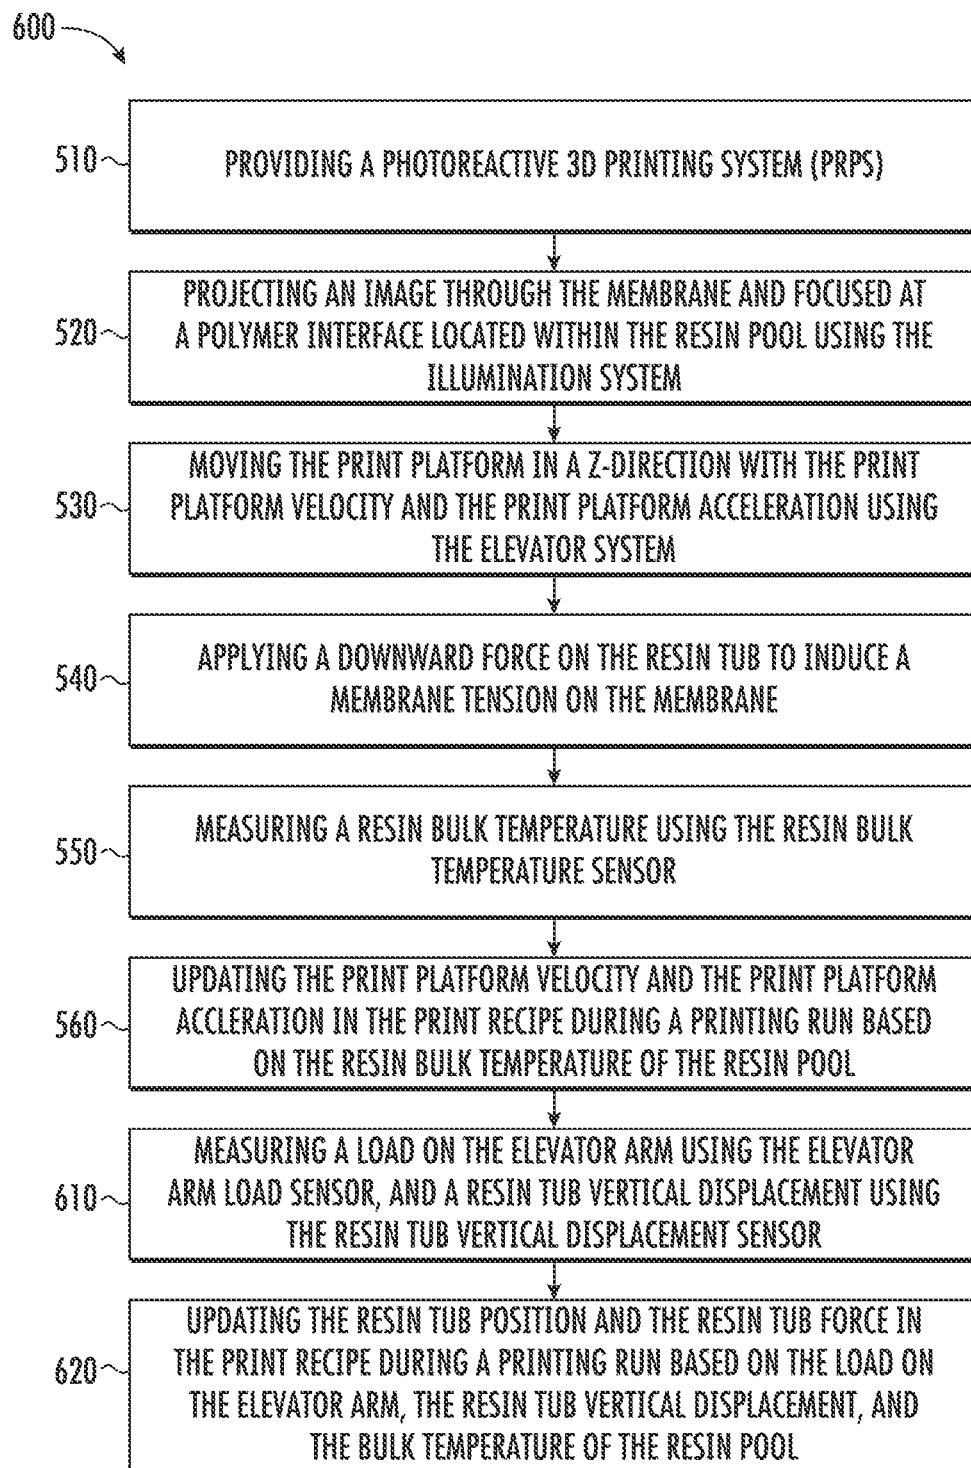 600
510
PROVIDING A PHOTOREACTIVE 3D PRINTING SYSTEM (PRPS)
520
PROJECTING AN IMAGE THROUGH THE MEMBRANE AND FOCUSED AT
A POLYMER INTERFACE LOCATED WITHIN THE RESIN POOL USING THE
ILLUMINATION SYSTEM
530
MOVING THE PRINT PLATFORM IN A Z-DIRECTION WITH THE PRINT
PLATFORM VELOCITY AND THE PRINT PLATFORM ACCELERATION USING
THE ELEVATOR SYSTEM
540
APPLYING A DOWNWARD FORCE ON THE RESIN TUB TO INDUCE A
MEMBRANE TENSION ON THE MEMBRANE
550
MEASURING A RESIN BULK TEMPERATURE USING THE RESIN BULK
TEMPERATURE SENSOR
560
UPDATING THE PRINT PLATFORM VELOCITY AND THE PRINT PLATFORM
ACCLERATION IN THE PRINT RECIPE DURING A PRINTING RUN BASED
ON THE RESIN BULK TEMPERATURE OF THE RESIN POOL
610
MEASURING A LOAD ON THE ELEVATOR ARM USING THE ELEVATOR
ARM LOAD SENSOR, AND A RESIN TUB VERTICAL DISPLACEMENT USING
THE RESIN TUB VERTICAL DISPLACEMENT SENSOR
620
UPDATING THE RESIN TUB POSITION AND THE RESIN TUB FORCE IN
THE PRINT RECIPE DURING A PRINTING RUN BASED ON THE LOAD ON
THE ELEVATOR ARM, THE RESIN TUB VERTICAL DISPLACEMENT, AND
THE BULK TEMPERATURE OF THE RESIN POOL